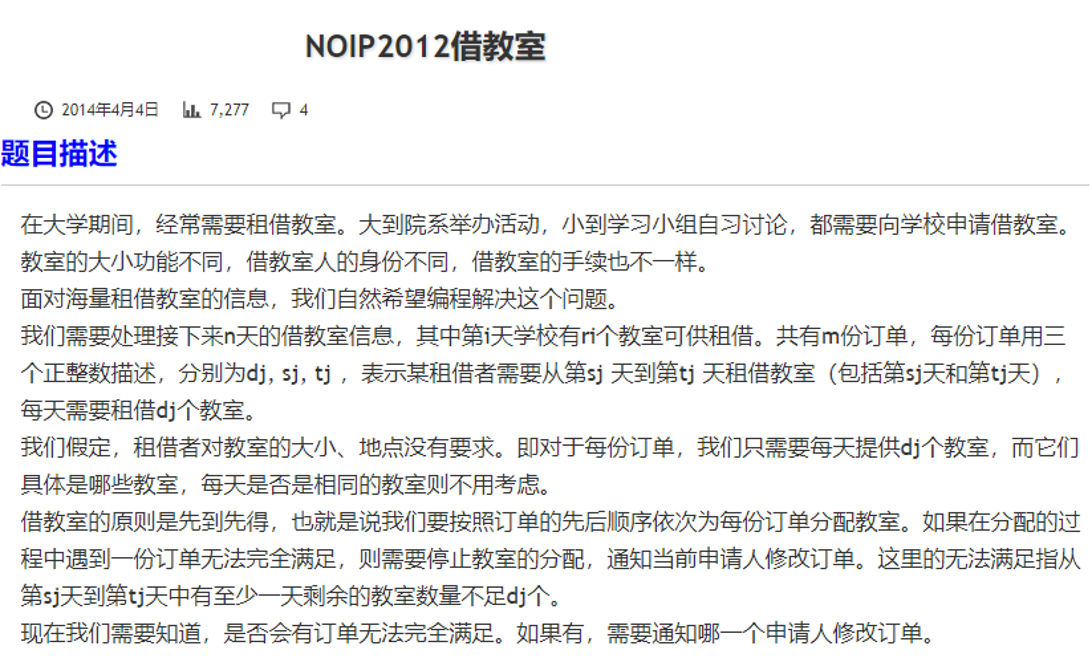 NOIP2012借教室
2014年4月4日 7,277 4
题目描述
在大学期间，经常需要租借教室。大到院系举办活动，小到学习小组自习讨论，都需要向学校申请借教室。
教室的大小功能不同，借教室人的身份不同，借教室的手续也不一样。
面对海量租借教室的信息，我们自然希望编程解决这个问题。
我们需要处理接下来n天的借教室信息，其中第i天学校有ri个教室可供租借。共有m份订单，每份订单用三
个正整数描述，分别为dj, sj, tj ，表示某租借者需要从第sj 天到第tj 天租借教室（包括第sj天和第tj天），
每天需要租借dj个教室。
我们假定，租借者对教室的大小、地点没有要求。即对于每份订单，我们只需要每天提供dj个教室，而它们
具体是哪些教室，每天是否是相同的教室则不用考虑。
借教室的原则是先到先得，也就是说我们要按照订单的先后顺序依次为每份订单分配教室。如果在分配的过
程中遇到一份订单无法完全满足，则需要停止教室的分配，通知当前申请人修改订单。这里的无法满足指从
第sj天到第tj天中有至少一天剩余的教室数量不足dj个。
现在我们需要知道，是否会有订单无法完全满足。如果有，需要通知哪一个申请人修改订单。